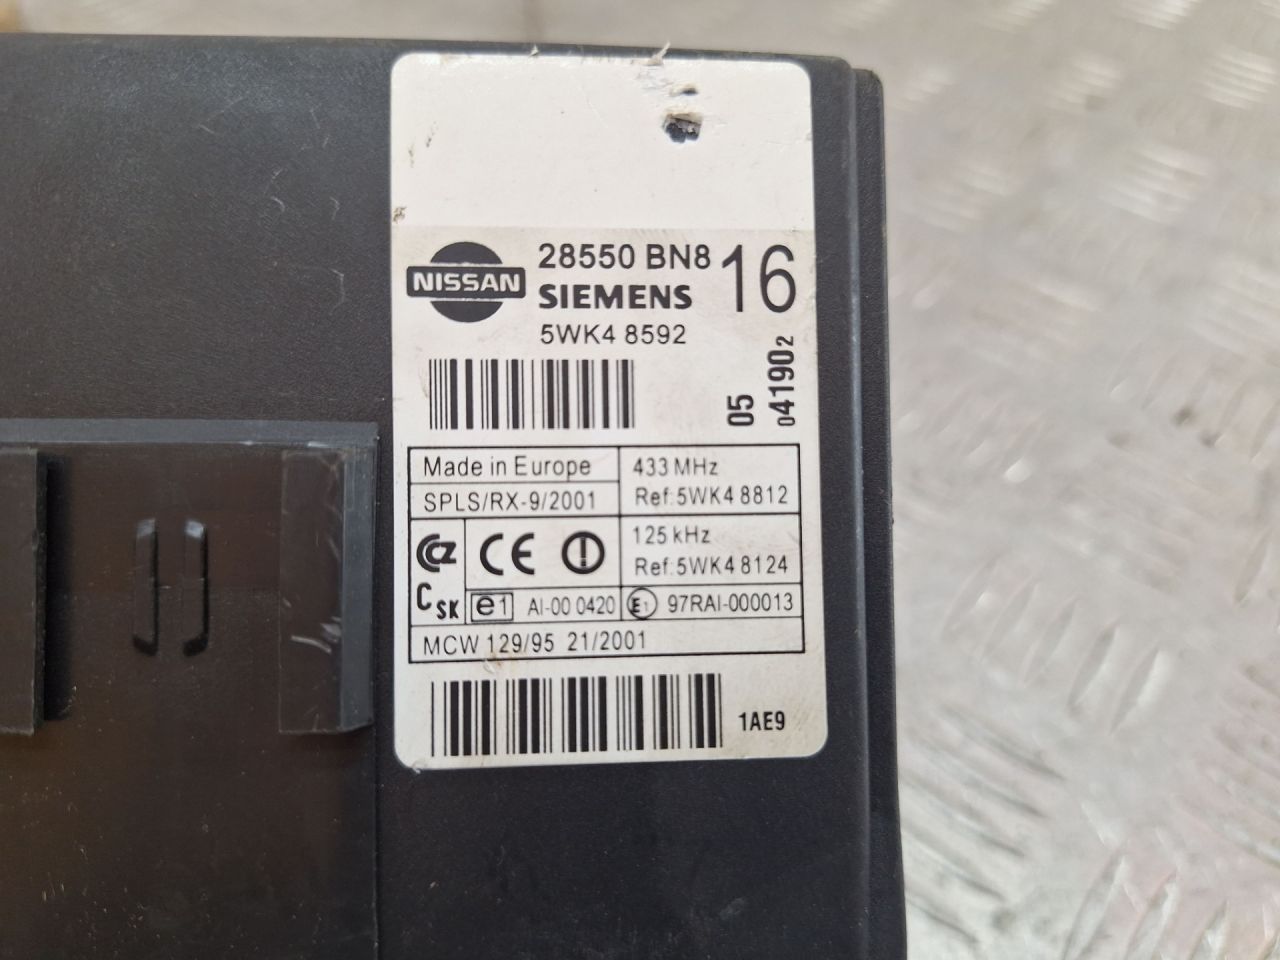 NISSAN
28550 BN8 16
SIEMENS
5WK4 8592
05
041902
Made in Europe
433 MHz
SPLS/RX-9/2001
Ref:5WK4 8812
CE
125 kHz
Ref:5WK4 8124
CSK
e1 AI-00 0420
E1 97RAI-000013
MCW 129/95 21/2001
1AE9